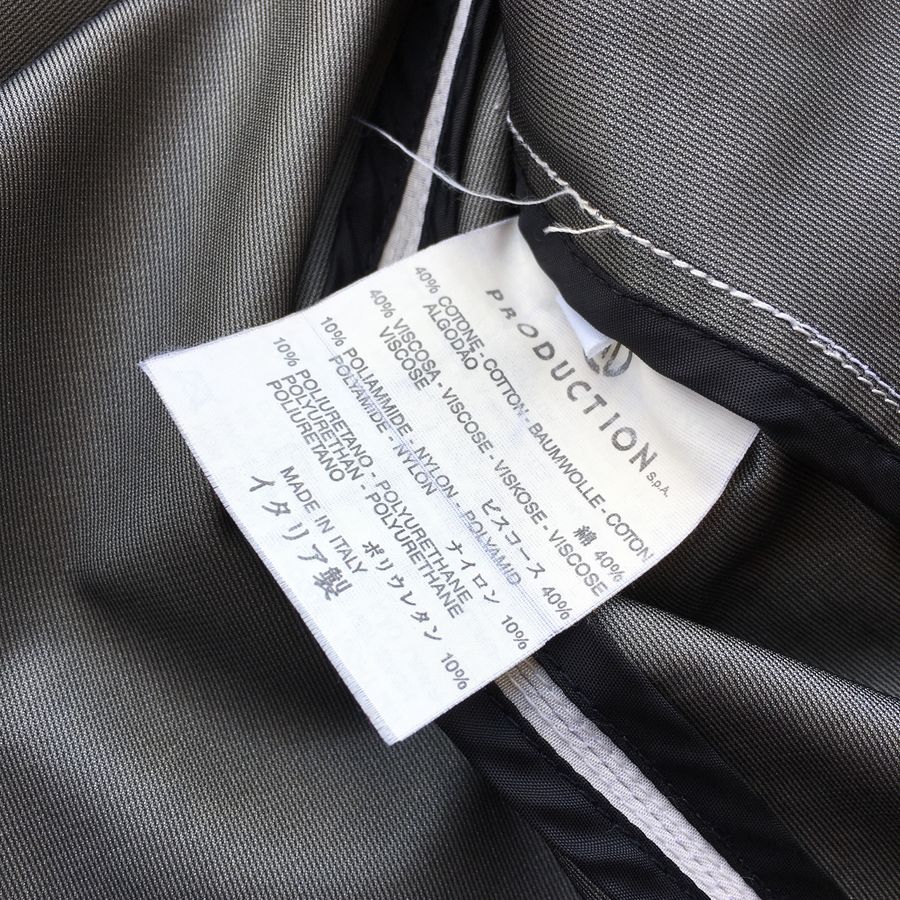 PRODUCTION S.p.A.
40% COTONE - COTTON - BAUMWOLLE - COTON
ALGODÃO 綿 40%
40% VISCOSA - VISCOSE - VISKOSE - VISCOSE
VISCOSE ビスコース 40%
10% POLIAMMIDE - NYLON - POLYAMID
POLYAMIDE - NYLON ナイロン 10%
10% POLIURETANO - POLYURETHANE
POLYURETHAN - POLYURETHANE
POLIURETANO ポリウレタン 10%
MADE IN ITALY
イタリア製